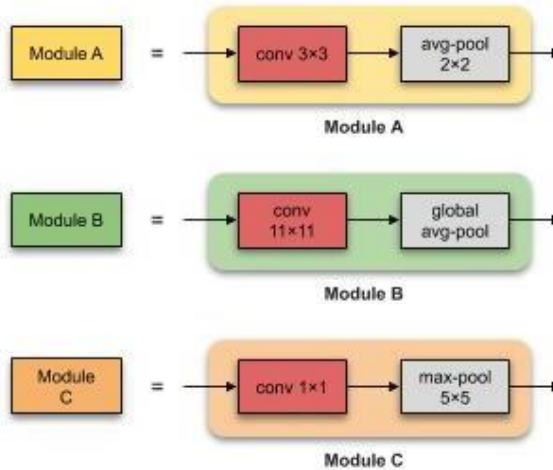 Module A
=
conv 3×3
avg-pool
2×2
Module A
Module B
=
conv
11×11
global
avg-pool
Module B
Module
C
=
conv 1×1
max-pool
5×5
Module C